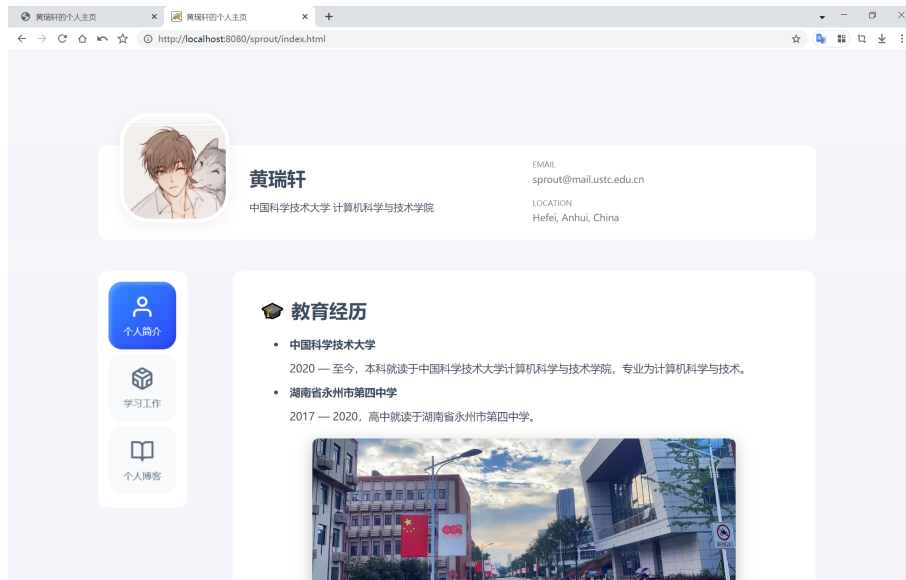 黄瑞轩的个人主页
黄瑞轩的个人主页
http://localhost:8080/sprout/index.html
黄瑞轩
中国科学技术大学 计算机科学与技术学院
EMAIL
sprout@mail.ustc.edu.cn
LOCATION
Hefei, Anhui, China
个人简介
学习工作
个人博客
教育经历
中国科学技术大学
2020 — 至今，本科就读于中国科学技术大学计算机科学与技术学院，专业为计算机科学与技术。
湖南省永州市第四中学
2017 — 2020，高中就读于湖南省永州市第四中学。